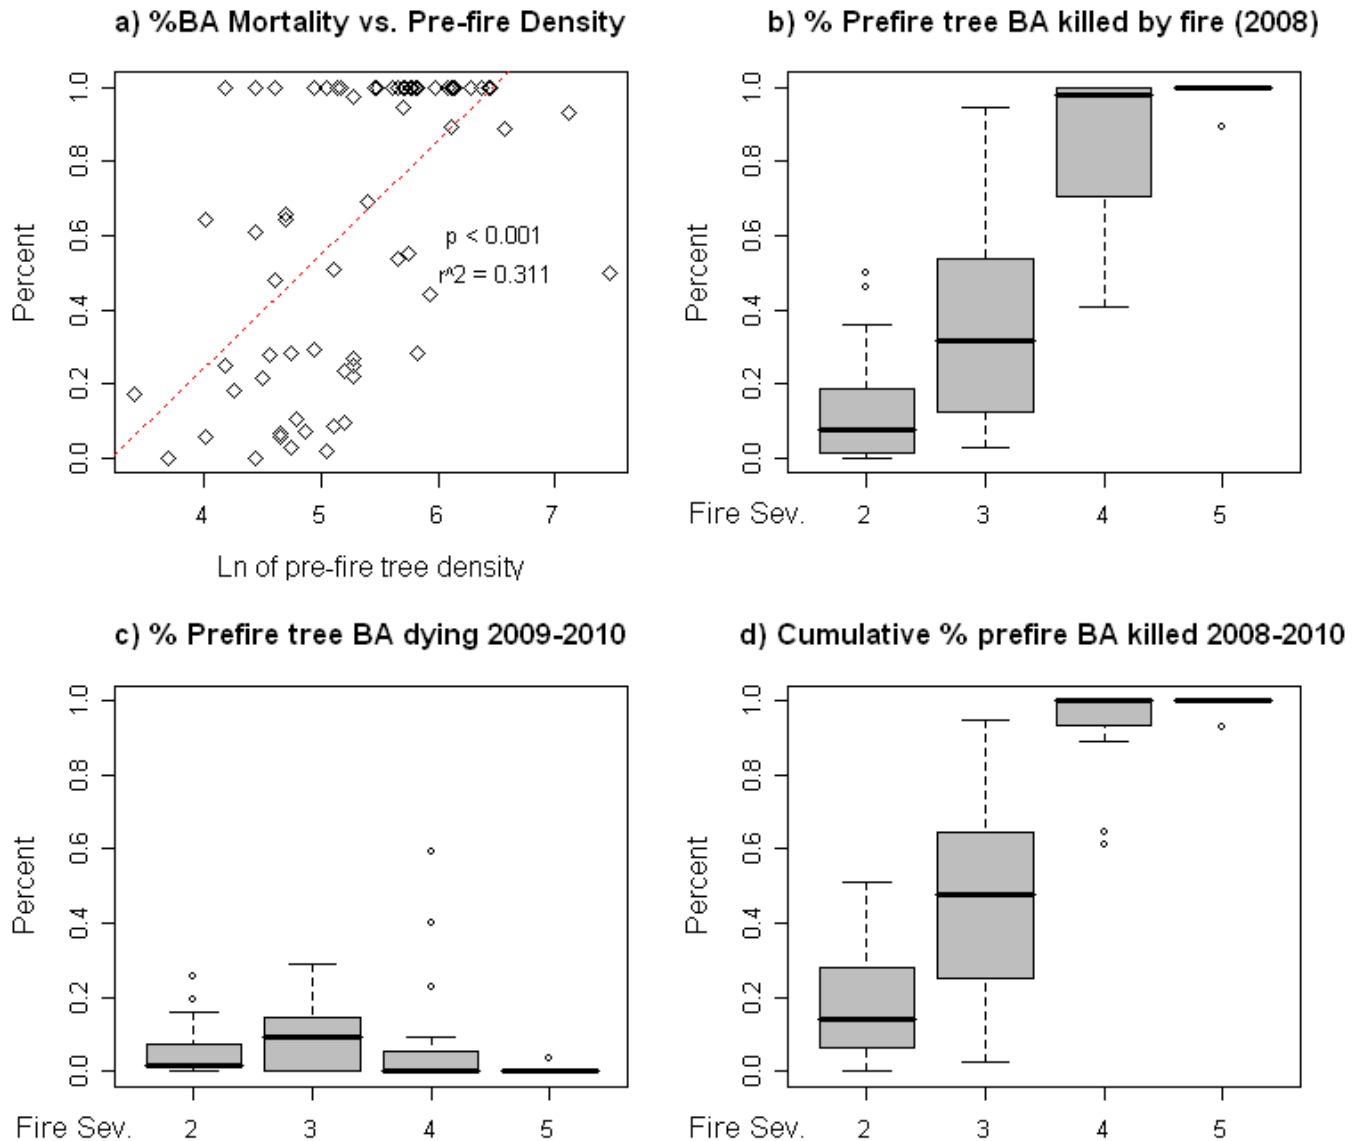 a) %BA Mortality vs. Pre-fire Density
Percent
0.0 0.2 0.4 0.6 0.8 1.0
p < 0.001
r^2 = 0.311
4 5 6 7
Ln of pre-fire tree density
b) % Prefire tree BA killed by fire (2008)
Percent
0.0 0.2 0.4 0.6 0.8 1.0
Fire Sev. 2 3 4 5
c) % Prefire tree BA dying 2009-2010
Percent
0.0 0.2 0.4 0.6 0.8 1.0
Fire Sev. 2 3 4 5
d) Cumulative % prefire BA killed 2008-2010
Percent
0.0 0.2 0.4 0.6 0.8 1.0
Fire Sev. 2 3 4 5